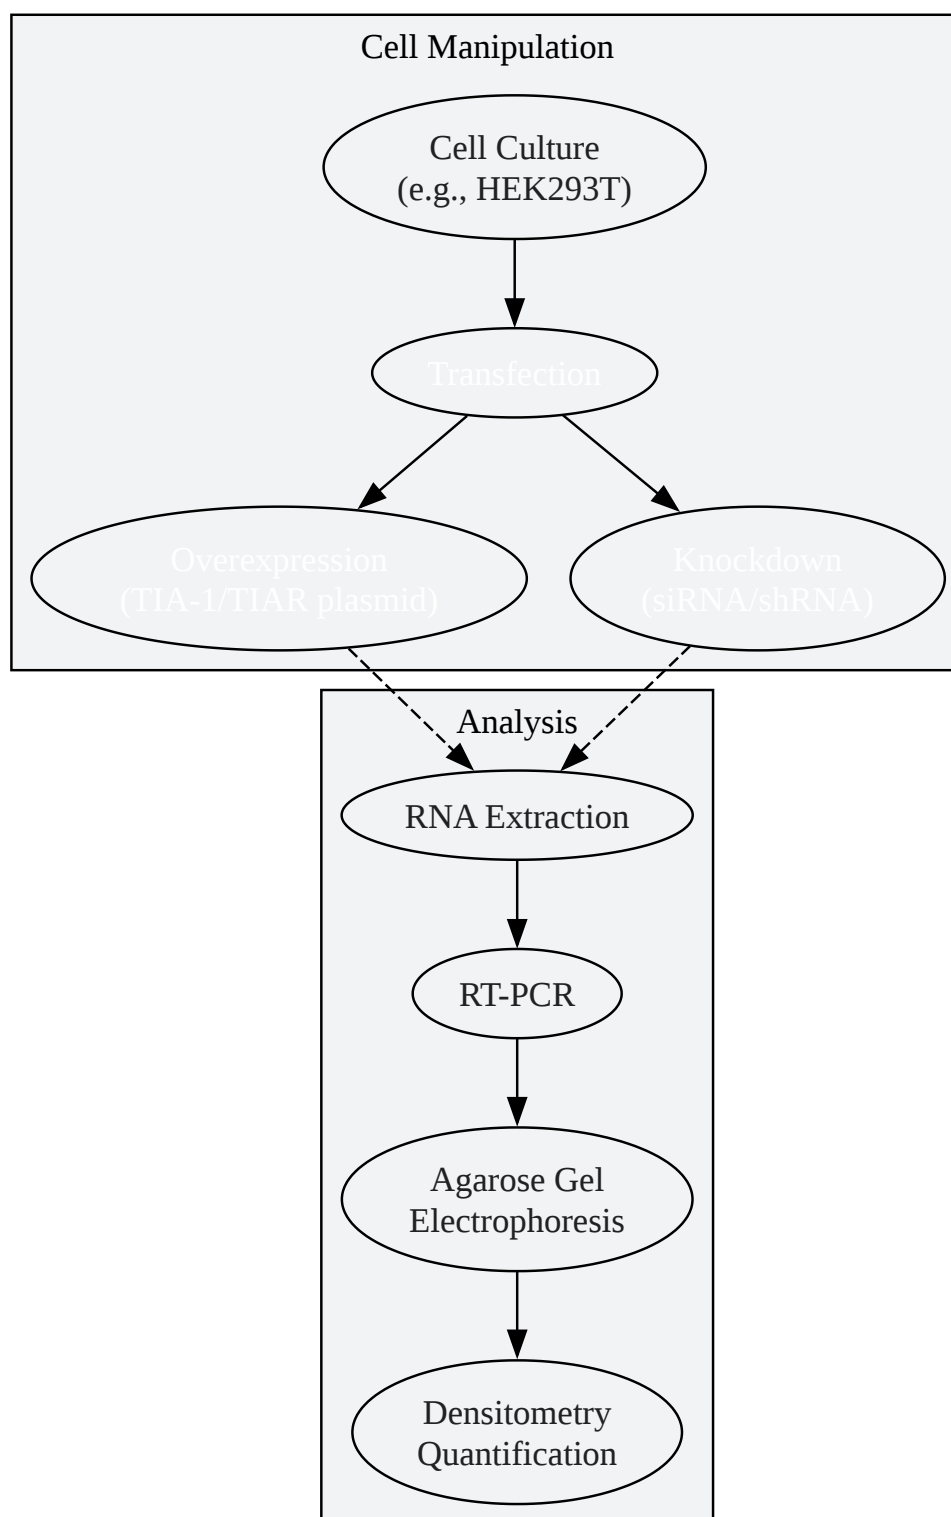 Cell Manipulation
Cell Culture
(e.g., HEK293T)
Transfection
Overexpression
(TIA-1/TIAR plasmid)
Knockdown
(siRNA/shRNA)
Analysis
RNA Extraction
RT-PCR
Agarose Gel
Electrophoresis
Densitometry
Quantification